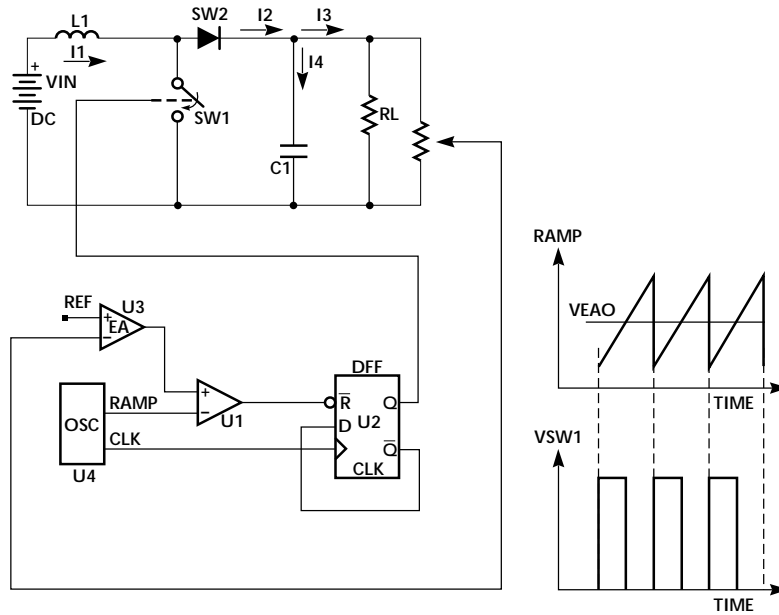 L1
SW2
I2
I3
I1
I4
+
VIN
DC
SW1
RL
C1
REF
U3
+
EA
−
DFF
RAMP
+
−
U1
R̅
Q
D
U2
OSC
CLK
Q̅
CLK
U4
RAMP
VEAO
TIME
VSW1
TIME